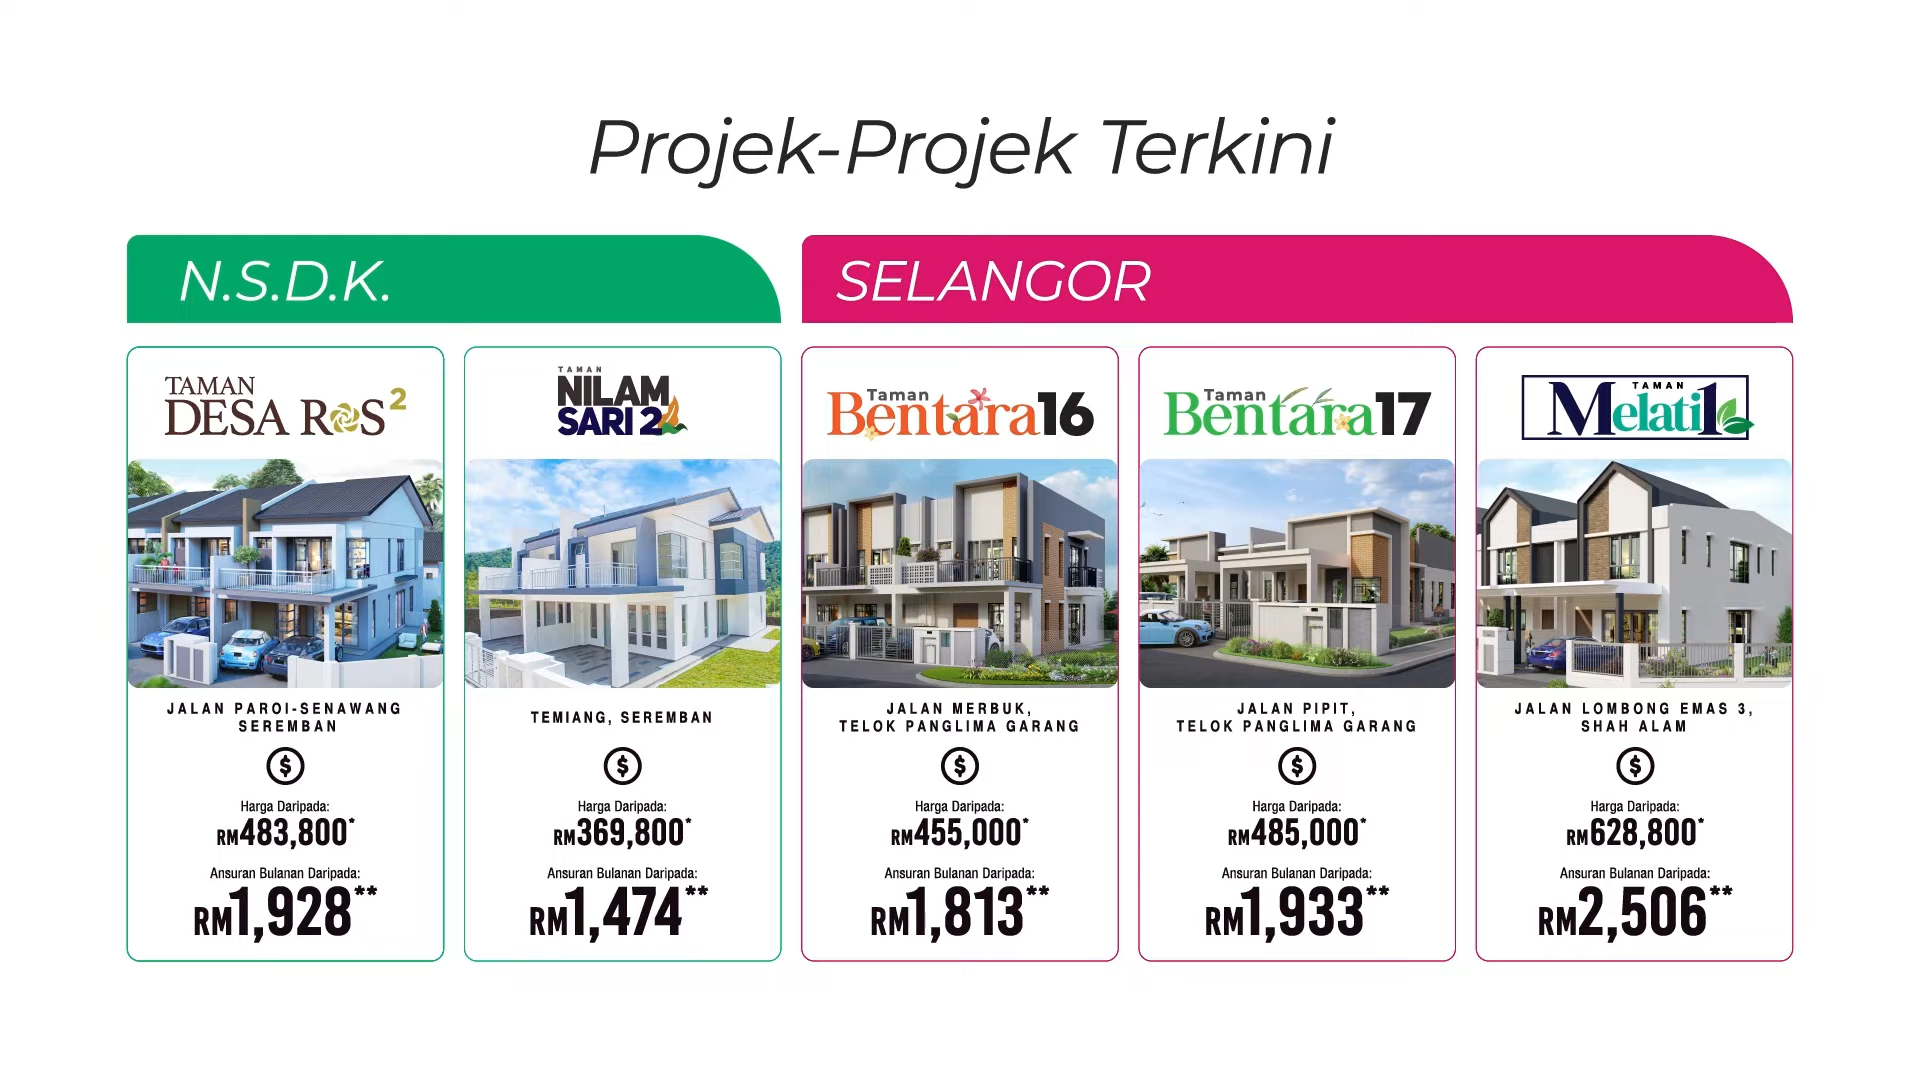 Projek-Projek Terkini
N.S.D.K.
TAMAN
DESA ROS2
JALAN PAROI-SENAWANG
SEREMBAN
$
Harga Daripada:
RM483,800*
Ansuran Bulanan Daripada:
RM1,928**
TAMAN
NILAM
SARI 2
TEMIANG, SEREMBAN
$
Harga Daripada:
RM369,800*
Ansuran Bulanan Daripada:
RM1,474**
SELANGOR
Taman
Bentara16
JALAN MERBUK,
TELOK PANGLIMA GARANG
$
Harga Daripada:
RM455,000*
Ansuran Bulanan Daripada:
RM1,813**
Taman
Bentara17
JALAN PIPIT,
TELOK PANGLIMA GARANG
$
Harga Daripada:
RM485,000*
Ansuran Bulanan Daripada:
RM1,933**
TAMAN
Melati1
JALAN LOMBONG EMAS 3,
SHAH ALAM
$
Harga Daripada:
RM628,800*
Ansuran Bulanan Daripada:
RM2,506**